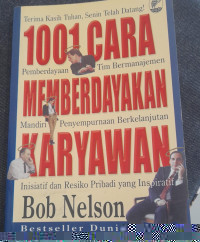 Terima Kasih Tuhan, Senin Telah Datang!
1001 CARA
Pemberdayaan Tim Bermanajemen
MEMBERDAYAKAN
Mandiri Penyempurnaan Berkelanjutan
KARYAWAN
Inisiatif dan Resiko Pribadi yang Inspiratif
Bob Nelson
Bestseller Dunia